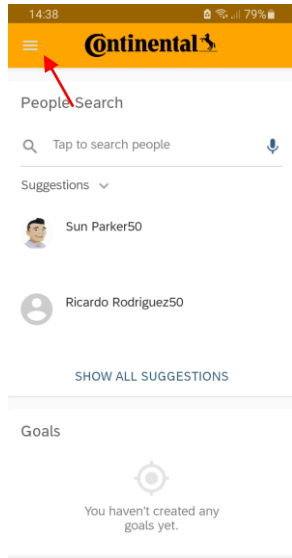 14:38 79%
Continental
People Search
Tap to search people
Suggestions
Sun Parker50
Ricardo Rodriguez50
SHOW ALL SUGGESTIONS
Goals
You haven't created any
goals yet.